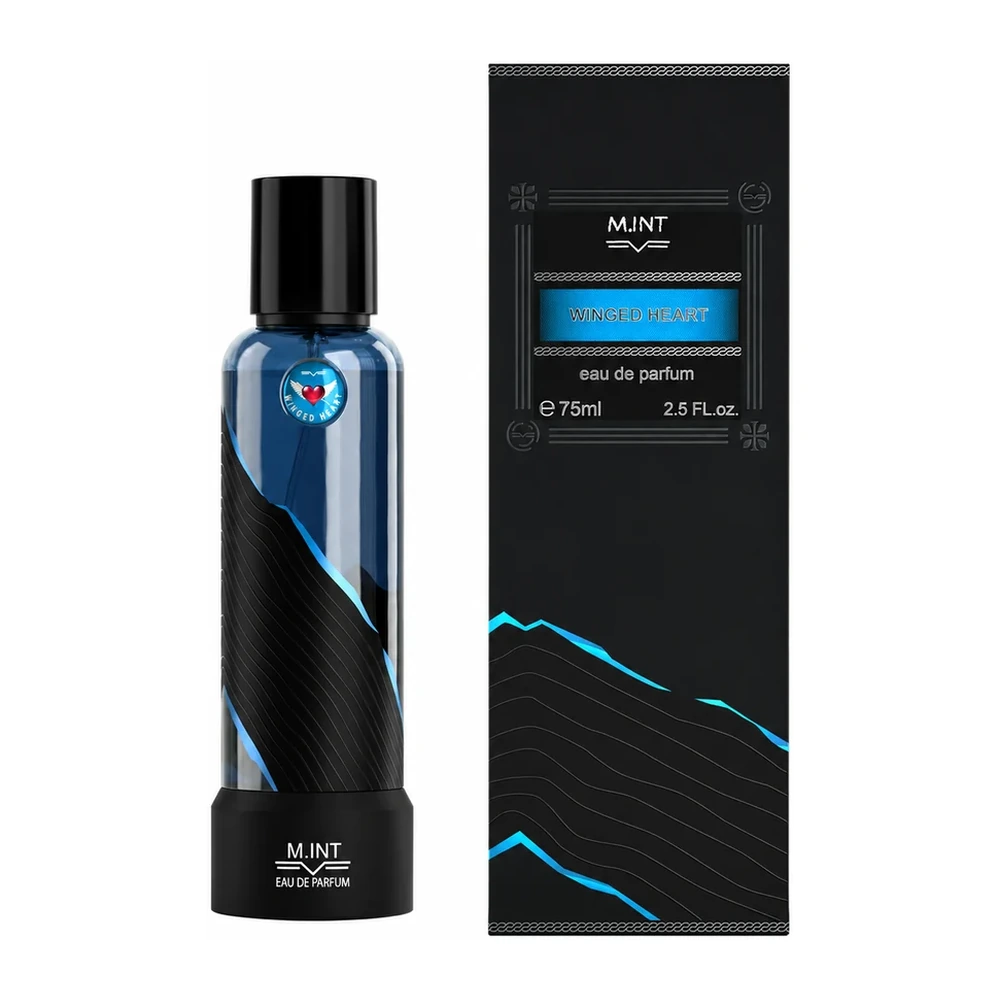 WINGED HEART
M.INT
EAU DE PARFUM
M.INT
WINGED HEART
eau de parfum
℮ 75ml 2.5 FL.oz.